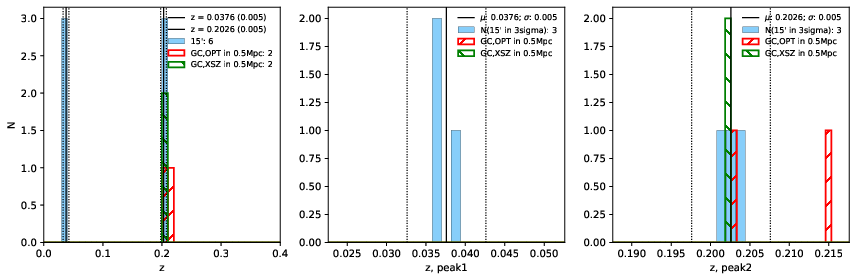 z = 0.0376 (0.005)
z = 0.2026 (0.005)
15': 6
GC,OPT in 0.5Mpc: 2
GC,XSZ in 0.5Mpc: 2
3.0
2.5
2.0
1.5
1.0
0.5
0.0
N
0.0 0.1 0.2 0.3 0.4
z
μ: 0.0376; σ: 0.005
N(15' in 3sigma): 3
GC,OPT in 0.5Mpc
GC,XSZ in 0.5Mpc
2.00
1.75
1.50
1.25
1.00
0.75
0.50
0.25
0.00
0.025 0.030 0.035 0.040 0.045 0.050
z, peak1
μ: 0.2026; σ: 0.005
N(15' in 3sigma): 3
GC,OPT in 0.5Mpc
GC,XSZ in 0.5Mpc
2.00
1.75
1.50
1.25
1.00
0.75
0.50
0.25
0.00
0.190 0.195 0.200 0.205 0.210 0.215
z, peak2